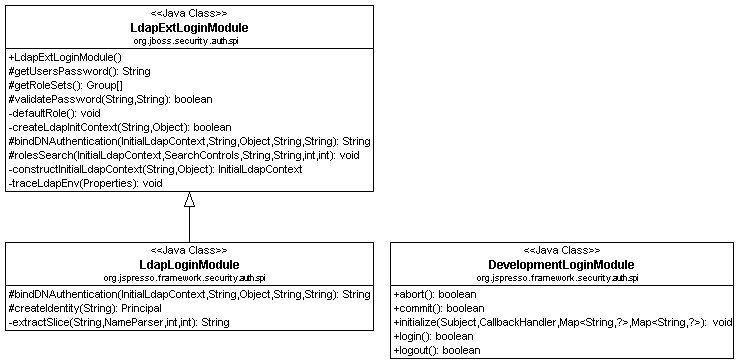 <<Java Class>>
LdapExtLoginModule
org.jboss.security.auth.spi
+LdapExtLoginModule()
#getUsersPassword(): String
#getRoleSets(): Group[]
#validatePassword(String,String): boolean
-defaultRole(): void
-createLdapInitContext(String,Object): boolean
#bindDNAuthentication(InitialLdapContext,String,Object,String,String): String
#rolesSearch(InitialLdapContext,SearchControls,String,String,int,int): void
-constructInitialLdapContext(String,Object): InitialLdapContext
-traceLdapEnv(Properties): void
<<Java Class>>
LdapLoginModule
org.jspresso.framework.security.auth.spi
#bindDNAuthentication(InitialLdapContext,String,Object,String,String): String
#createIdentity(String): Principal
-extractSlice(String,NameParser,int,int): String
<<Java Class>>
DevelopmentLoginModule
org.jspresso.framework.security.auth.spi
+abort(): boolean
+commit(): boolean
+initialize(Subject,CallbackHandler,Map<String,?>,Map<String,?>): void
+login(): boolean
+logout(): boolean